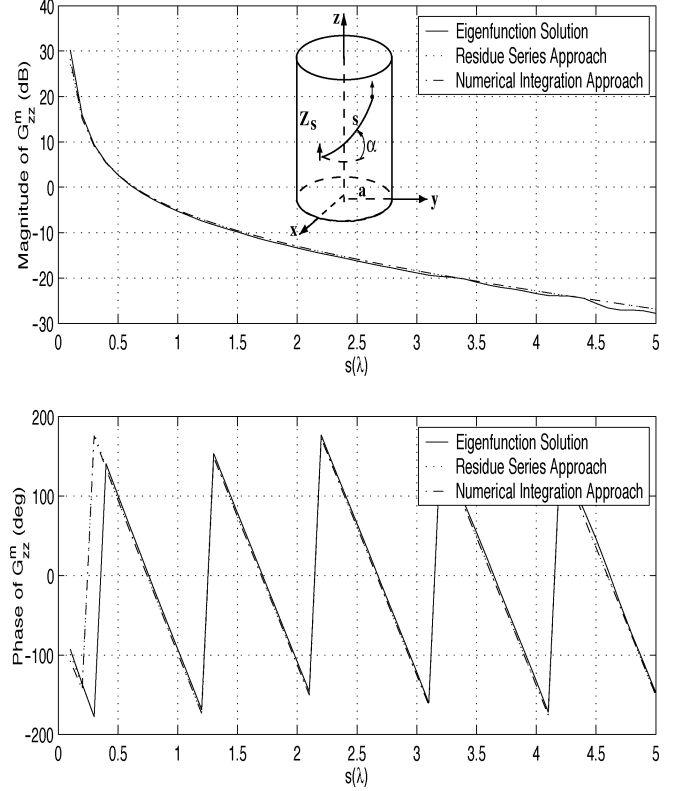 40
30
20
10
0
-10
-20
-30
Magnitude of G_zz^m (dB)
Eigenfunction Solution
Residue Series Approach
Numerical Integration Approach
z
Z_s
s
α
a
y
x
0 0.5 1 1.5 2 2.5 3 3.5 4 4.5 5
s(λ)
200
100
0
-100
-200
Phase of G_zz^m (deg)
Eigenfunction Solution
Residue Series Approach
Numerical Integration Approach
0 0.5 1 1.5 2 2.5 3 3.5 4 4.5 5
s(λ)